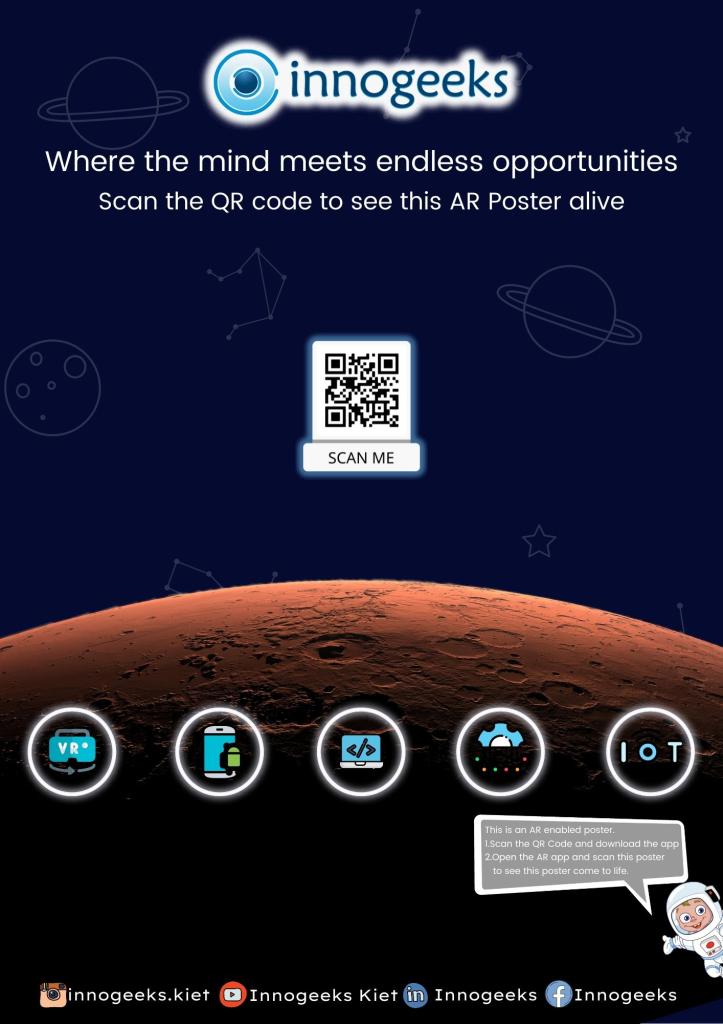 innogeeks
Where the mind meets endless opportunities
Scan the QR code to see this AR Poster alive
SCAN ME
VR
</>
I O T
This is an AR enabled poster.
1.Scan the QR Code and download the app
2.Open the AR app and scan this poster
to see this poster come to life.
innogeeks.kiet Innogeeks Kiet in Innogeeks f Innogeeks